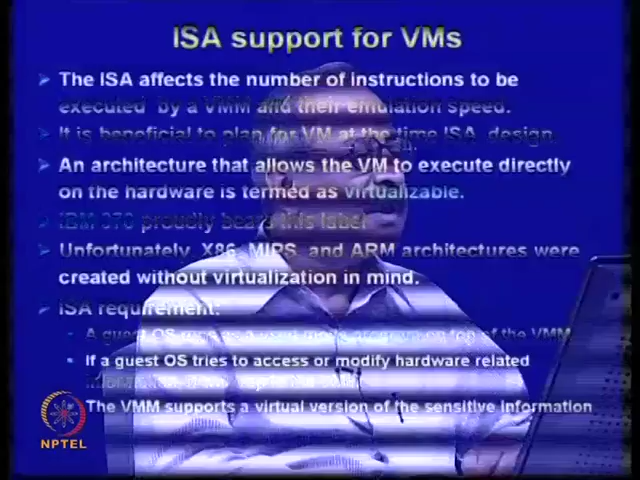 ISA support for VMs
The ISA affects the number of instructions to be
executed by a VMM and their emulation speed.
It is beneficial to plan for VM at the time ISA design.
An architecture that allows the VM to execute directly
on the hardware is termed as virtualizable.
IBM 370 proudly bears this label
Unfortunately, X86, MIPS, and ARM architectures were
created without virtualization in mind.
ISA requirement:
A guest OS runs as a user mode program on top of the VMM
If a guest OS tries to access or modify hardware related
The VMM supports a virtual version of the sensitive information
NPTEL